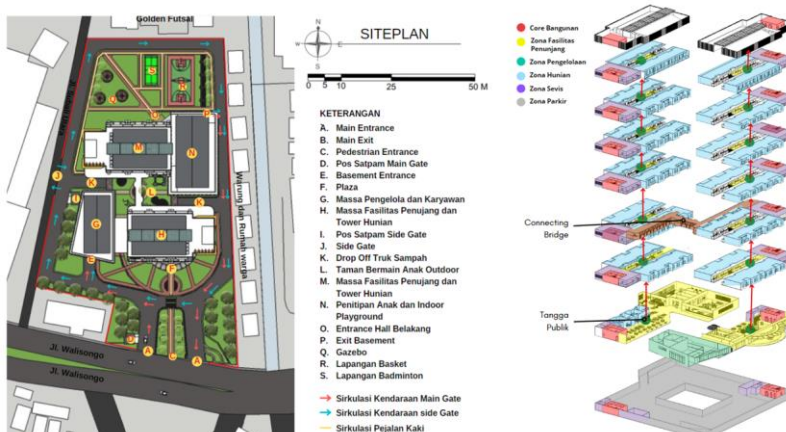 Golden Futsal
Warung dan Rumah warga
Jl. Walisongo
Jl. Walisongo
S
R
Q
O
P
M
N
J
K
L
I
K
G
H
E
F
D
A
C
A
SITEPLAN
N
W
E
S
0
5
10
25
50 M
KETERANGAN
A. Main Entrance
B. Main Exit
C. Pedestrian Entrance
D. Pos Satpam Main Gate
E. Basement Entrance
F. Plaza
G. Massa Pengelola dan Karyawan
H. Massa Fasilitas Penujang dan
Tower Hunian
I. Pos Satpam Side Gate
J. Side Gate
K. Drop Off Truk Sampah
L. Taman Bermain Anak Outdoor
M. Massa Fasilitas Penujang dan
Tower Hunian
N. Penitipan Anak dan Indoor
Playground
O. Entrance Hall Belakang
P. Exit Basement
Q. Gazebo
R. Lapangan Basket
S. Lapangan Badminton
Sirkulasi Kendaraan Main Gate
Sirkulasi Kendaraan side Gate
Sirkulasi Pejalan Kaki
Core Bangunan
Zona Fasilitas
Penunjang
Zona Pengelolaan
Zona Hunian
Zona Sevis
Zona Parkir
Connecting
Bridge
Tangga
Publik